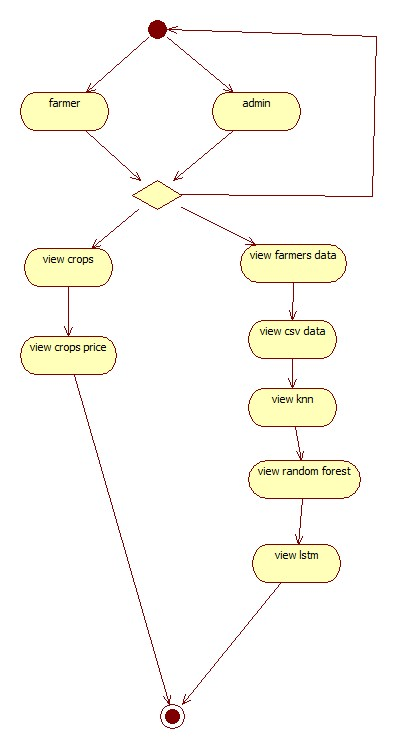 farmer
admin
view crops
view farmers data
view csv data
view crops price
view knn
view random forest
view lstm